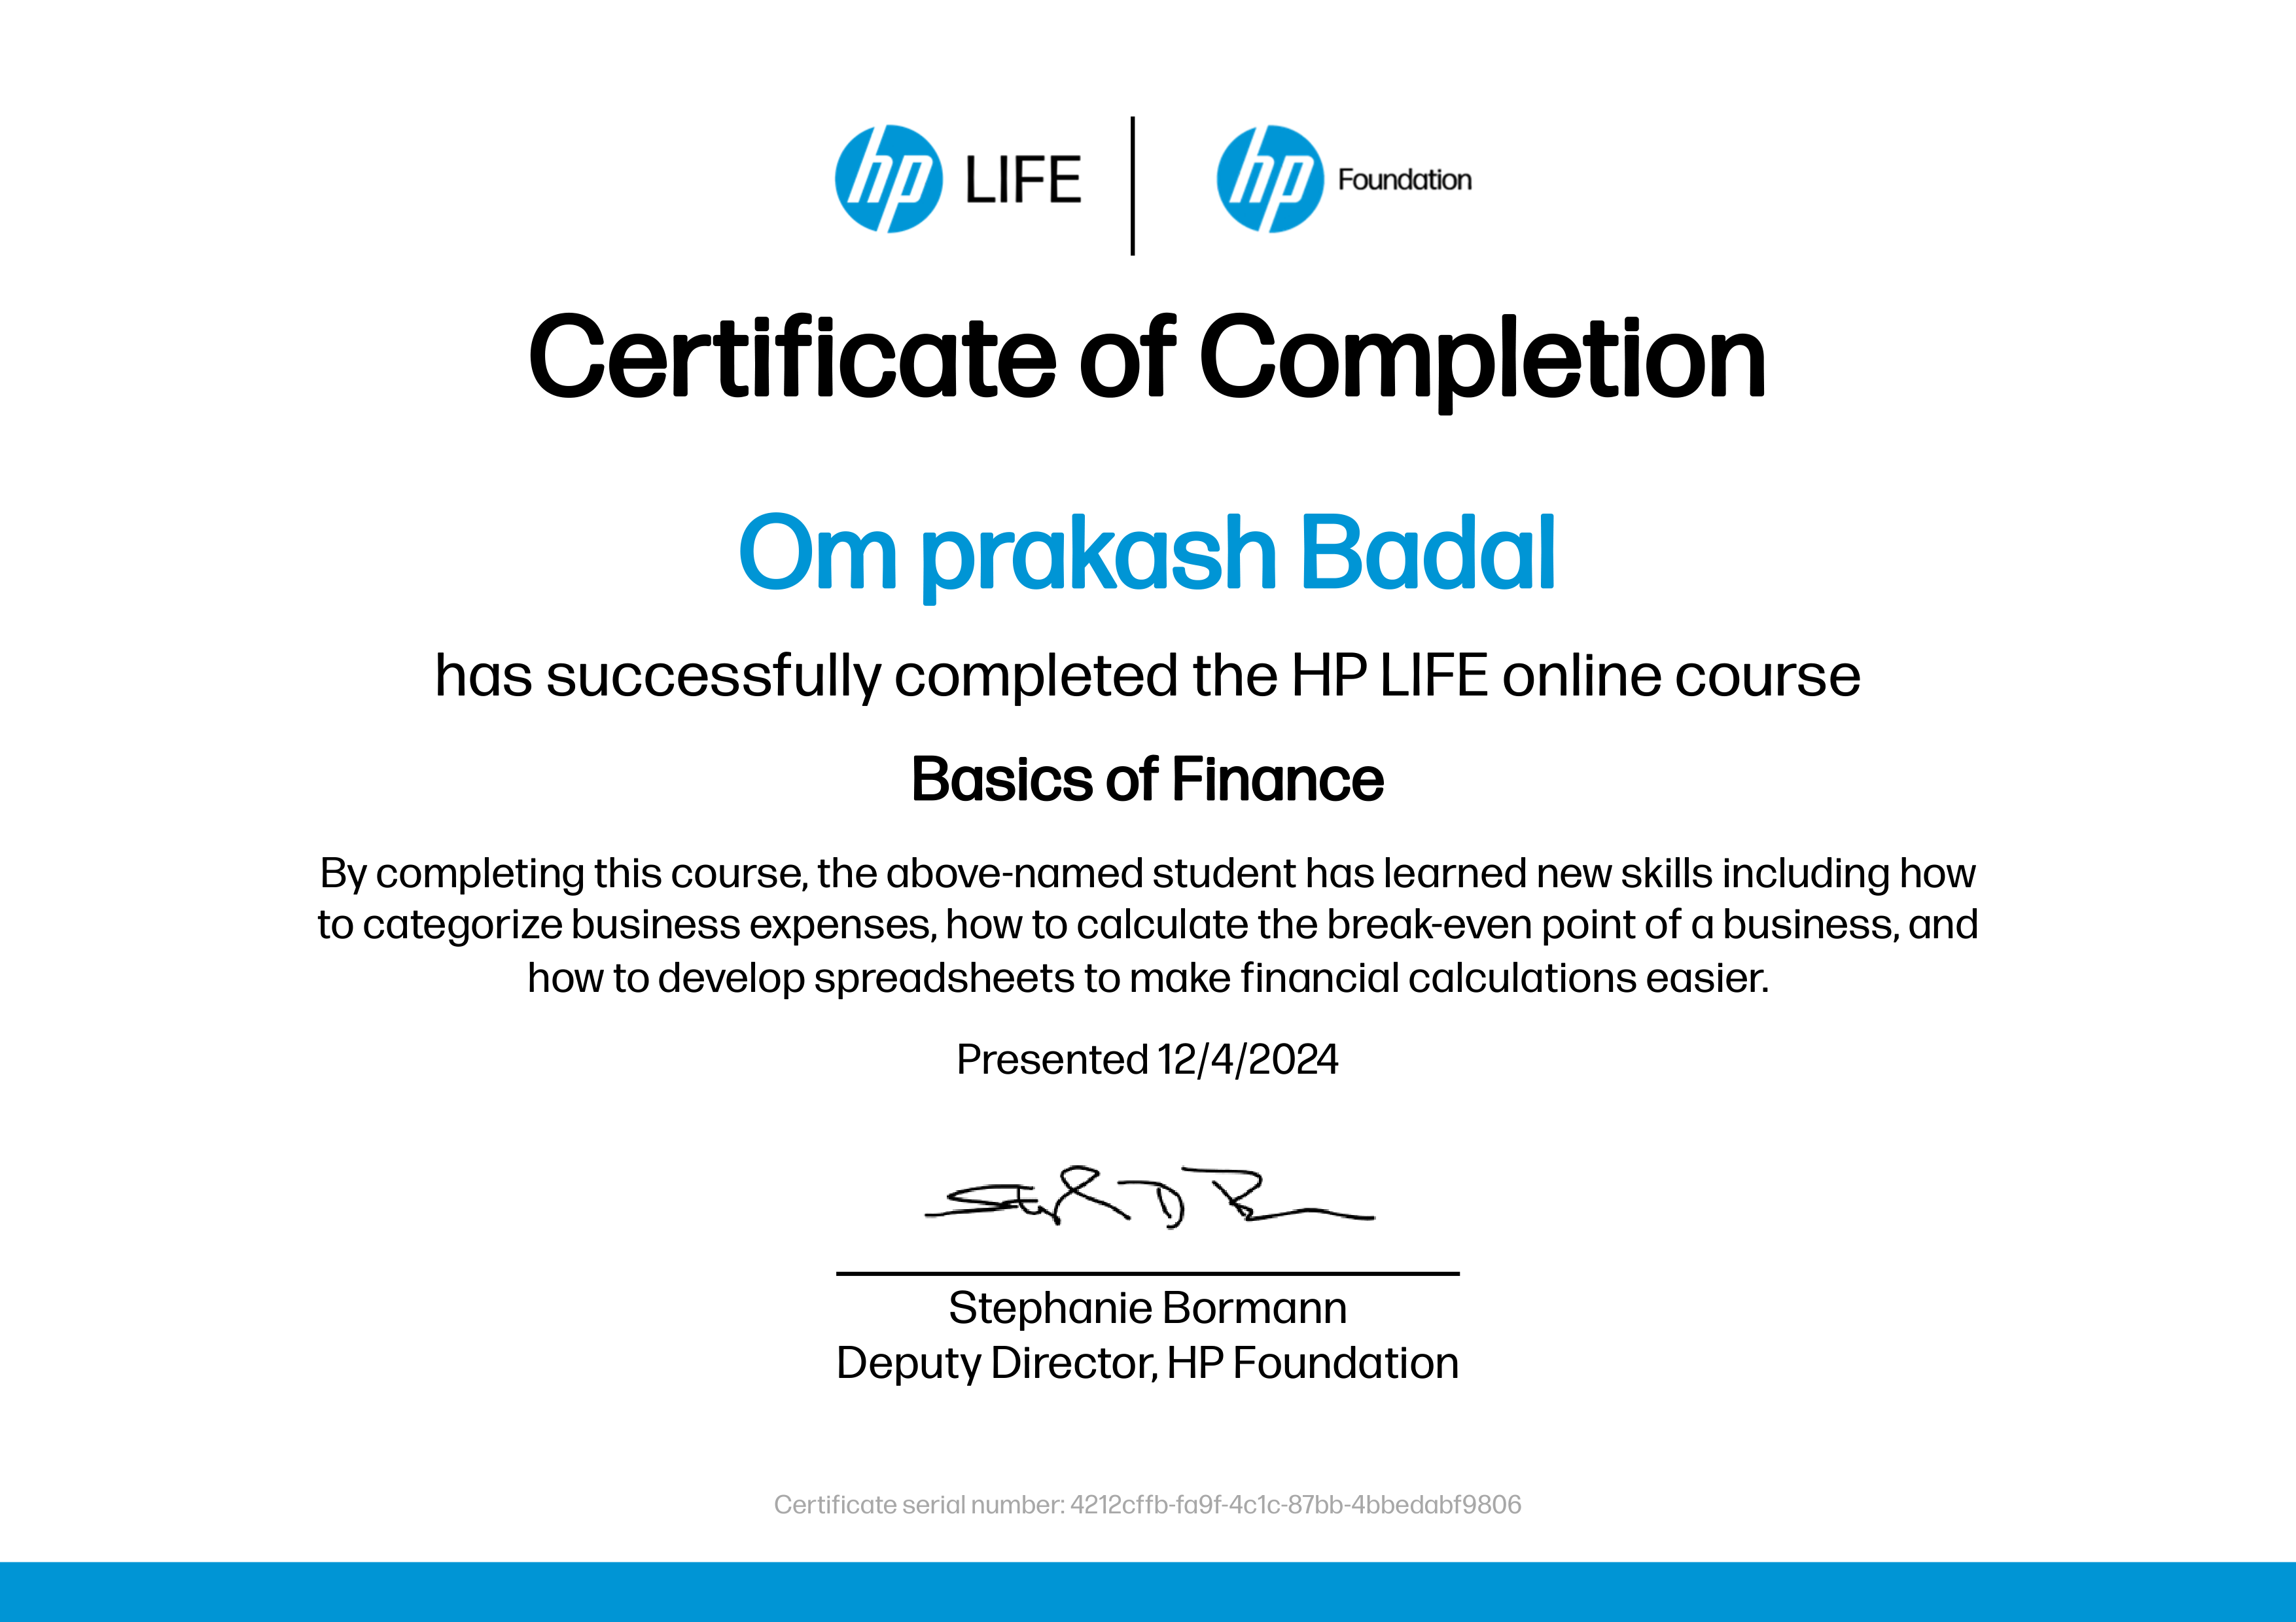 hp LIFE | hp Foundation
Certificate of Completion
Om prakash Badal
has successfully completed the HP LIFE online course
Basics of Finance
By completing this course, the above-named student has learned new skills including how
to categorize business expenses, how to calculate the break-even point of a business, and
how to develop spreadsheets to make financial calculations easier.
Presented 12/4/2024
Stephanie Bormann
Deputy Director, HP Foundation
Certificate serial number: 4212cffb-fa9f-4c1c-87bb-4bbedabf9806